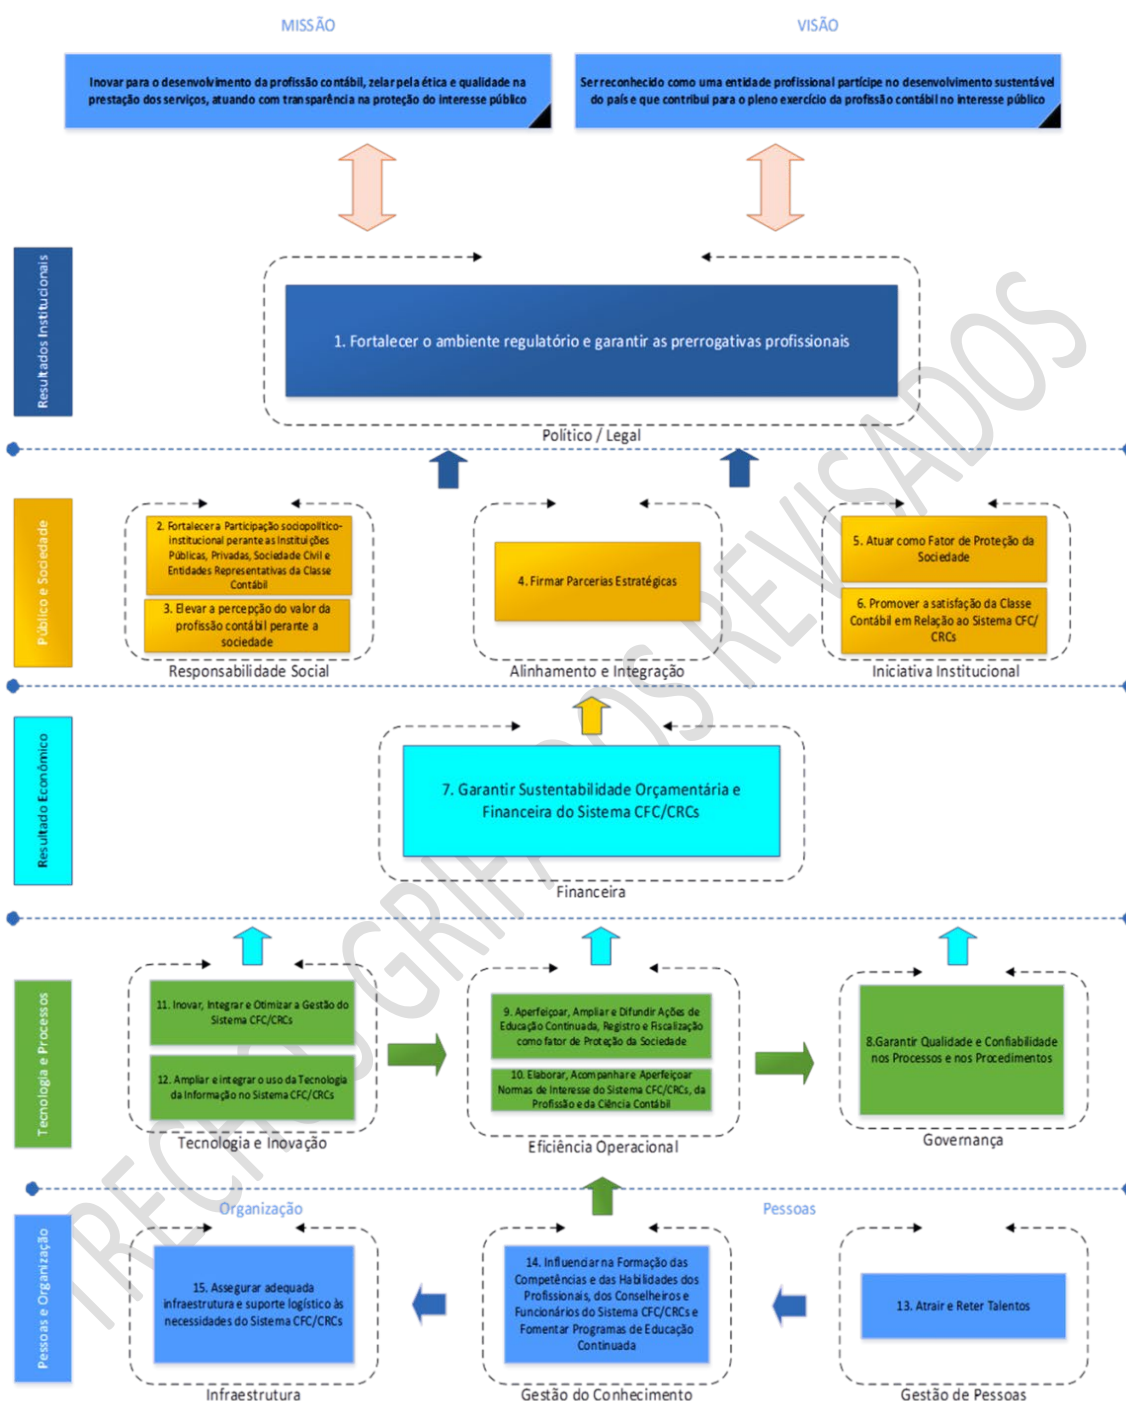 MISSÃO
VISÃO
Inovar para o desenvolvimento da profissão contábil, zelar pela ética e qualidade na
prestação dos serviços, atuando com transparência na proteção do interesse público
Ser reconhecido como uma entidade profissional partícipe no desenvolvimento sustentável
do país e que contribui para o pleno exercício da profissão contábil no interesse público
Resultados Institucionais
1. Fortalecer o ambiente regulatório e garantir as prerrogativas profissionais
Político / Legal
Público e Sociedade
2. Fortalecer a Participação sociopolítico-
institucional perante as Instituições
Públicas, Privadas, Sociedade Civil e
Entidades Representativas da Classe
Contábil
3. Elevar a percepção do valor da
profissão contábil perante a
sociedade
Responsabilidade Social
4. Firmar Parcerias Estratégicas
Alinhamento e Integração
5. Atuar como Fator de Proteção da
Sociedade
6. Promover a satisfação da Classe
Contábil em Relação ao Sistema CFC/
CRCs
Iniciativa Institucional
Resultado Econômico
7. Garantir Sustentabilidade Orçamentária e
Financeira do Sistema CFC/CRCs
Financeira
Tecnologia e Processos
11. Inovar, Integrar e Otimizar a Gestão do
Sistema CFC/CRCs
12. Ampliar e integrar o uso da Tecnologia
da Informação no Sistema CFC/CRCs
Tecnologia e Inovação
9. Aperfeiçoar, Ampliar e Difundir Ações de
Educação Continuada, Registro e Fiscalização
como fator de Proteção da Sociedade
10. Elaborar, Acompanhar e Aperfeiçoar
Normas de Interesse do Sistema CFC/CRCs, da
Profissão e da Ciência Contábil
Eficiência Operacional
8.Garantir Qualidade e Confiabilidade
nos Processos e nos Procedimentos
Governança
Pessoas e Organização
Organização
Pessoas
15. Assegurar adequada
infraestrutura e suporte logístico às
necessidades do Sistema CFC/CRCs
Infraestrutura
14. Influenciar na Formação das
Competências e das Habilidades dos
Profissionais, dos Conselheiros e
Funcionários do Sistema CFC/CRCs e
Fomentar Programas de Educação
Continuada
Gestão do Conhecimento
13. Atrair e Reter Talentos
Gestão de Pessoas
TRECHOS GRIFADOS REVISADOS